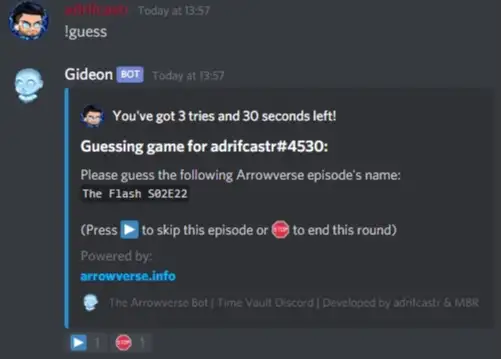 adrifcastr Today at 13:57
!guess
Gideon BOT Today at 13:57
You've got 3 tries and 30 seconds left!
Guessing game for adrifcastr#4530:
Please guess the following Arrowverse episode's name:
The Flash S02E22
(Press ▶ to skip this episode or STOP to end this round)
Powered by:
arrowverse.info
The Arrowverse Bot | Time Vault Discord | Developed by adrifcastr & MBR
1 STOP 1